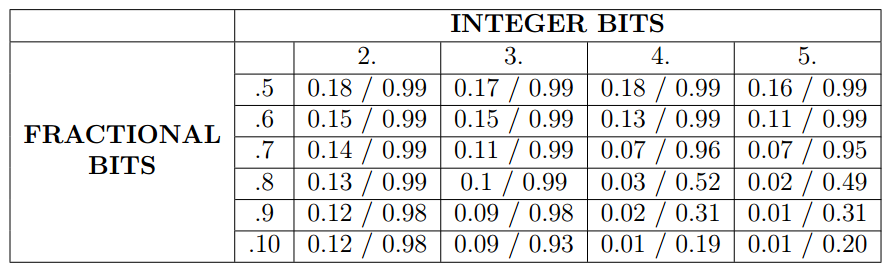 INTEGER BITS
2. 3. 4. 5.
.5 0.18 / 0.99 0.17 / 0.99 0.18 / 0.99 0.16 / 0.99
.6 0.15 / 0.99 0.15 / 0.99 0.13 / 0.99 0.11 / 0.99
FRACTIONAL
BITS
.7 0.14 / 0.99 0.11 / 0.99 0.07 / 0.96 0.07 / 0.95
.8 0.13 / 0.99 0.1 / 0.99 0.03 / 0.52 0.02 / 0.49
.9 0.12 / 0.98 0.09 / 0.98 0.02 / 0.31 0.01 / 0.31
.10 0.12 / 0.98 0.09 / 0.93 0.01 / 0.19 0.01 / 0.20